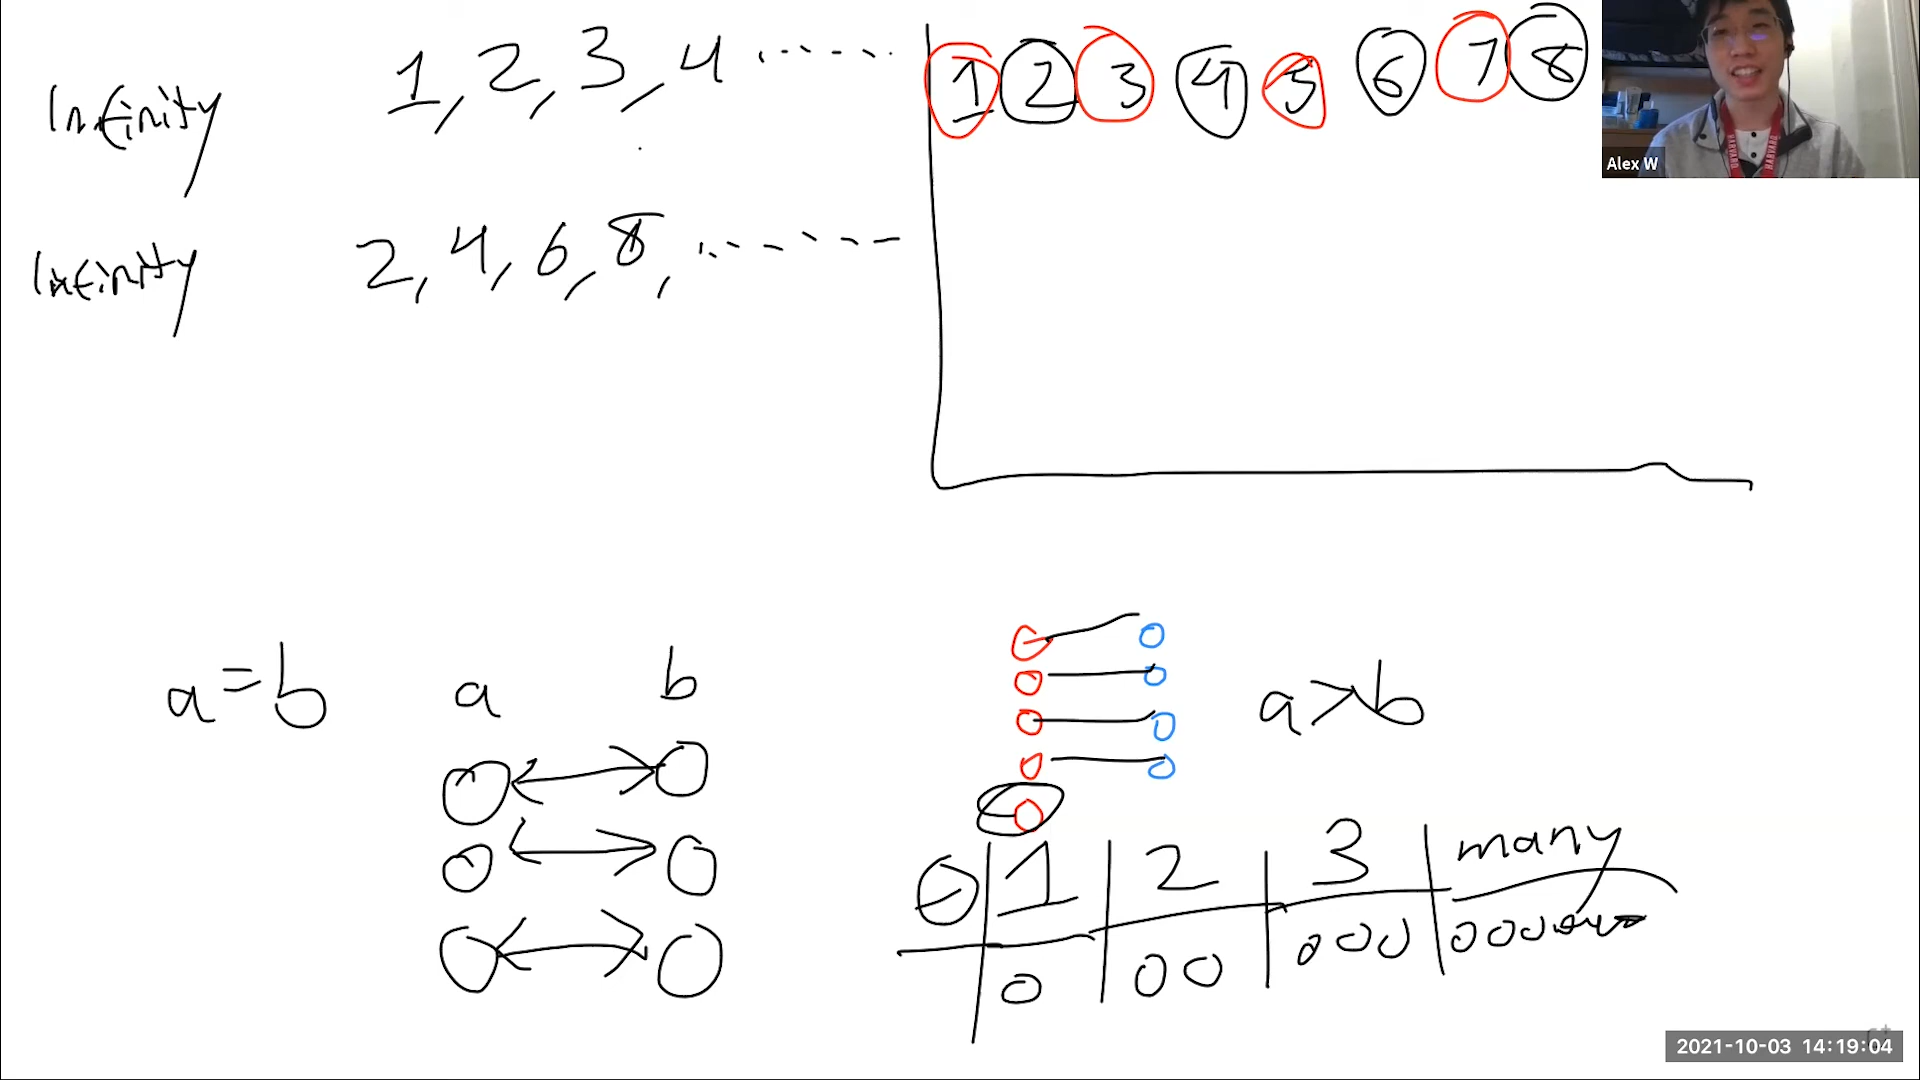 Infinity 1, 2, 3, 4 ......
1 2 3 4 5 6 7 8
Alex W
Infinity 2, 4, 6, 8, ......
a=b a b
a>b
0 1 2 3 many
2021-10-03 14:19:04